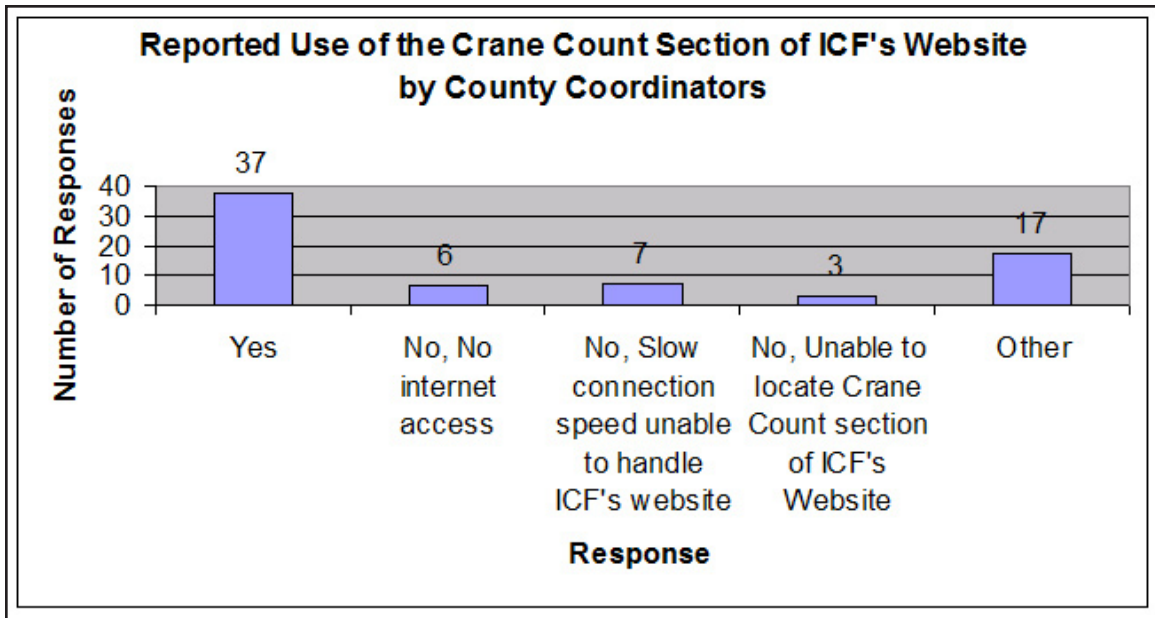 Reported Use of the Crane Count Section of ICF's Website
by County Coordinators
Number of Responses
40
30
20
10
0
37
6
7
3
17
Yes
No, No
internet
access
No, Slow
connection
speed unable
to handle
ICF's website
No, Unable to
locate Crane
Count section
of ICF's
Website
Other
Response